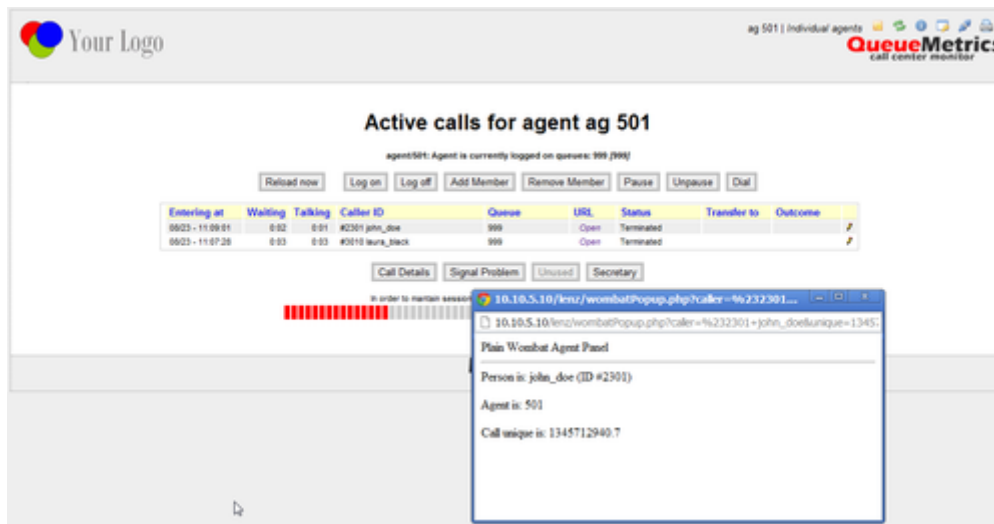 Your Logo
ag 501 | Individual agents
QueueMetrics
call center monitor
Active calls for agent ag 501
agent/501: Agent is currently logged on queues: 999 [999]
Reload now Log on Log off Add Member Remove Member Pause Unpause Dial
Entering at Waiting Talking Caller ID Queue URL Status Transfer to Outcome
08/23 - 11:09:01 0:02 0:01 #2301 john_doe 999 Open Terminated
08/23 - 11:07:28 0:03 0:03 #3010 laura_black 999 Open Terminated
Call Details Signal Problem Unused Secretary
In order to mantain session
10.10.5.10/lenz/wombatPopup.php?caller=%232301...
10.10.5.10/lenz/wombatPopup.php?caller=%232301+john_doe&unique=13457
Plain Wombat Agent Panel
Person is: john_doe (ID #2301)
Agent is: 501
Call unique is: 1345712940.7